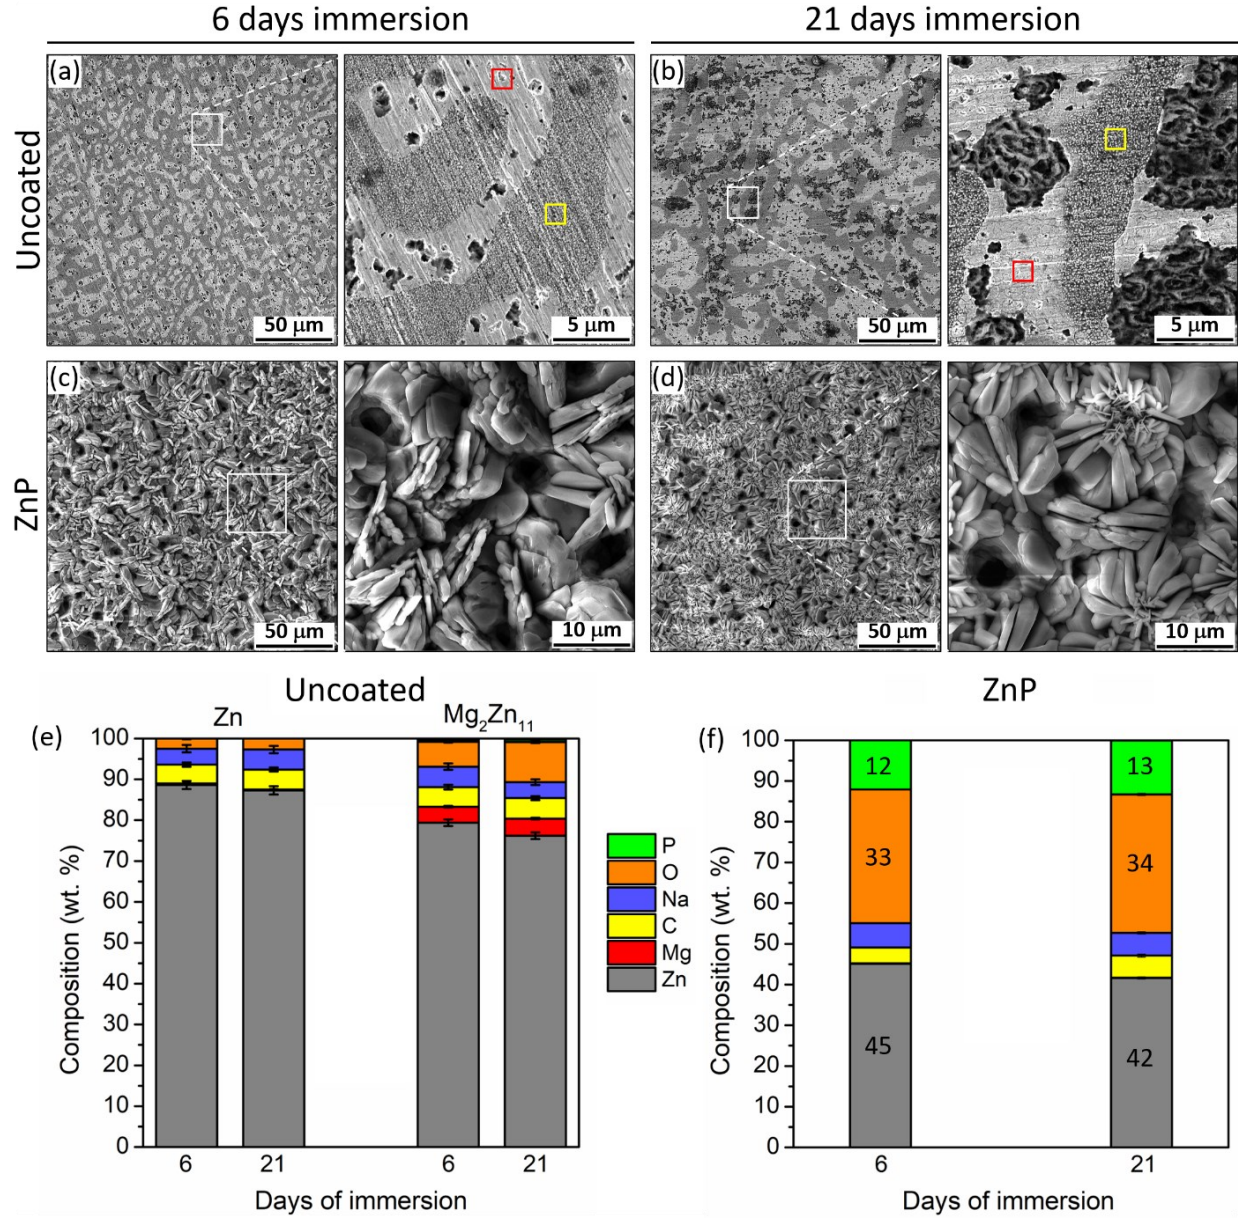 6 days immersion
21 days immersion
Uncoated
(a)
50 μm
5 μm
(b)
50 μm
5 μm
ZnP
(c)
50 μm
10 μm
(d)
50 μm
10 μm
Uncoated
ZnP
(e)
Zn
Mg₂Zn₁₁
Composition (wt. %)
100
90
80
70
60
50
40
30
20
10
0
6
21
6
21
Days of immersion
P
O
Na
C
Mg
Zn
(f)
Composition (wt. %)
100
90
80
70
60
50
40
30
20
10
0
12
33
45
13
34
42
6
21
Days of immersion